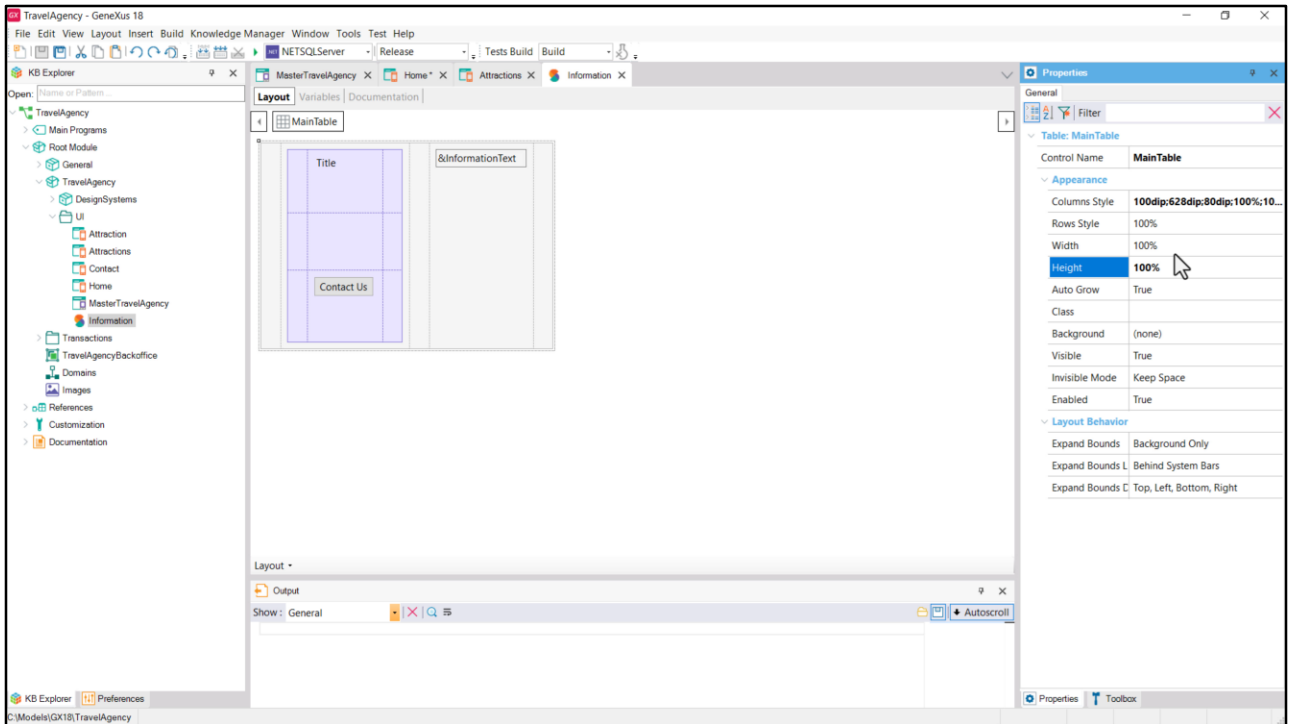 GX TravelAgency - GeneXus 18
File Edit View Layout Insert Build Knowledge Manager Window Tools Test Help
NETSQLServer Release Tests Build Build
KB Explorer
Open: Name or Pattern ...
TravelAgency
Main Programs
Root Module
General
TravelAgency
DesignSystems
UI
Attraction
Attractions
Contact
Home
MasterTravelAgency
Information
Transactions
TravelAgencyBackoffice
Domains
Images
References
Customization
Documentation
KB Explorer Preferences
MasterTravelAgency X Home* X Attractions X Information X
Layout Variables Documentation
MainTable
Title &InformationText
Contact Us
Layout
Output
Show: General Autoscroll
Properties
General
Filter
Table: MainTable
Control Name MainTable
Appearance
Columns Style 100dip;628dip;80dip;100%;10...
Rows Style 100%
Width 100%
Height 100%
Auto Grow True
Class
Background (none)
Visible True
Invisible Mode Keep Space
Enabled True
Layout Behavior
Expand Bounds Background Only
Expand Bounds L Behind System Bars
Expand Bounds D Top, Left, Bottom, Right
Properties Toolbox
C:\Models\GX18\TravelAgency